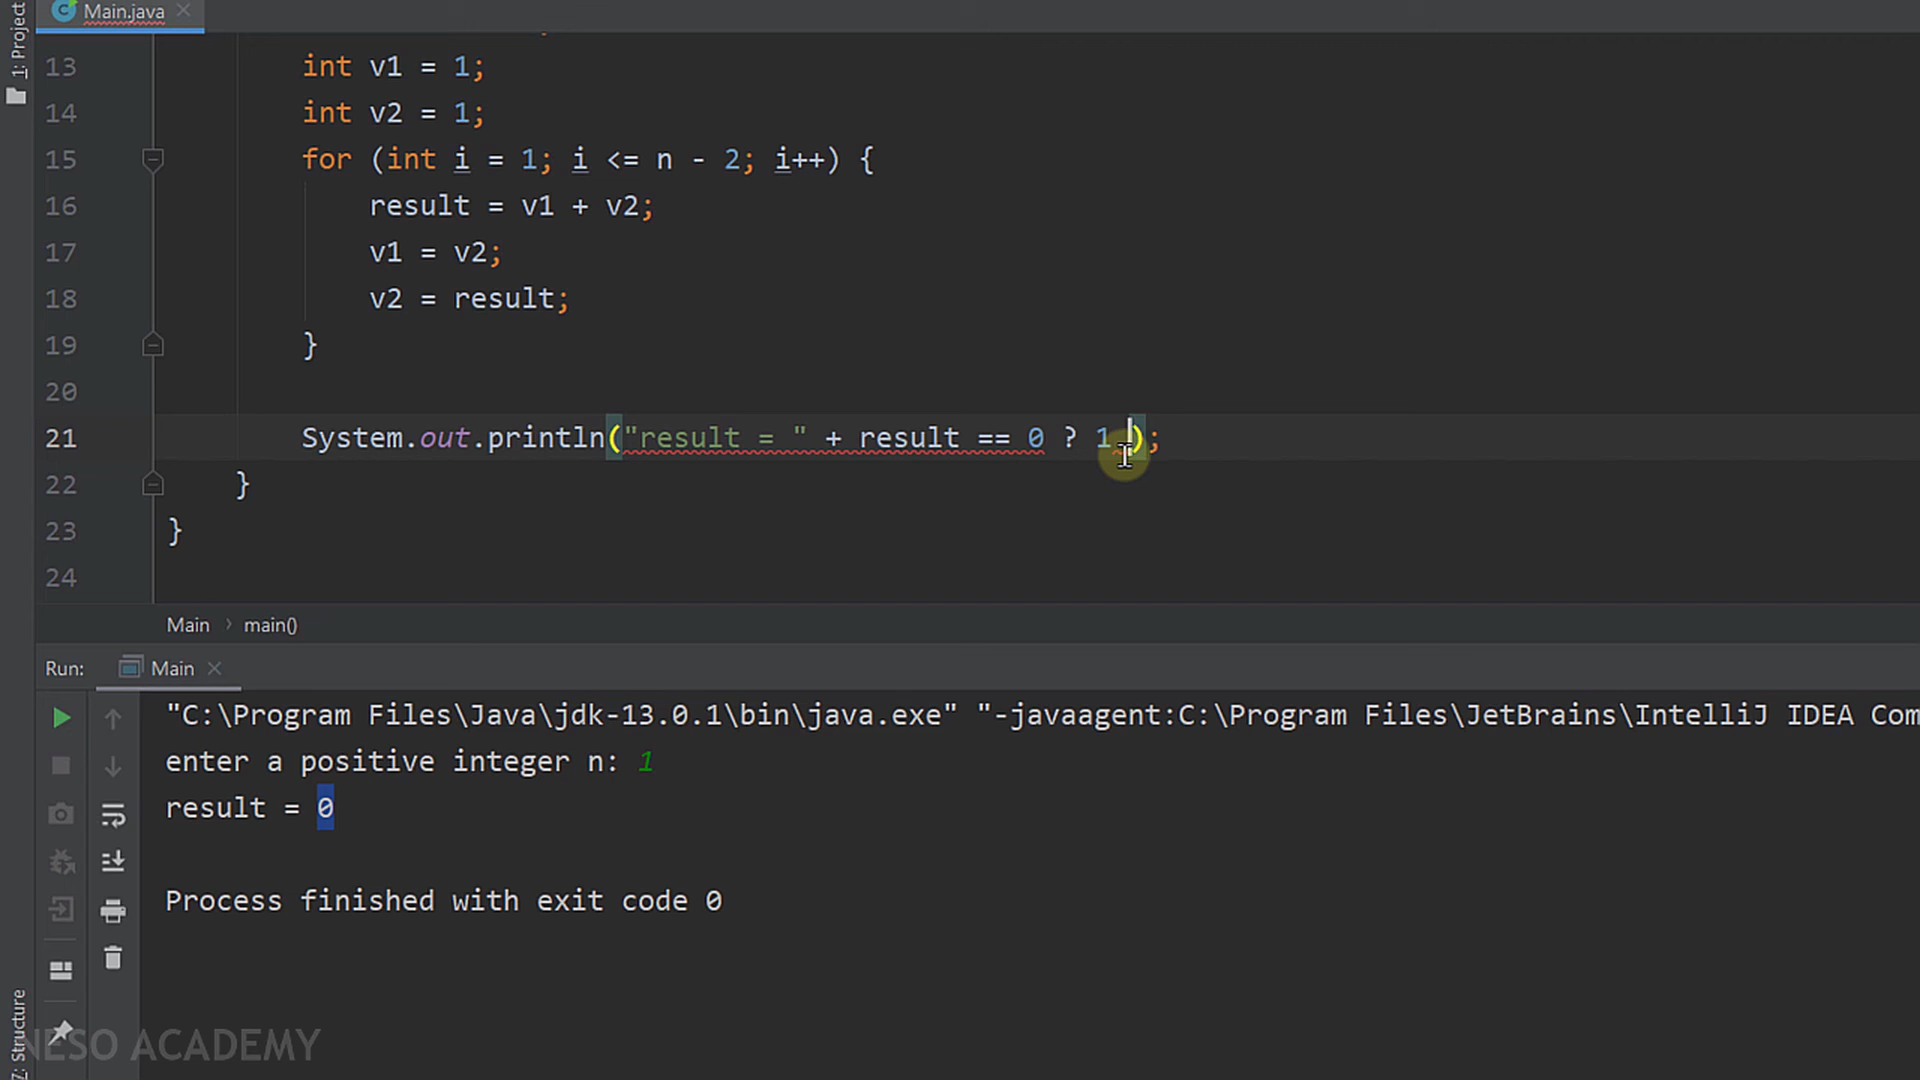 Main.java
1: Project
13 int v1 = 1;
14 int v2 = 1;
15 for (int i = 1; i <= n - 2; i++) {
16 result = v1 + v2;
17 v1 = v2;
18 v2 = result;
19 }
20
21 System.out.println("result = " + result == 0 ? 1 );
22 }
23 }
24
Main › main()
Run: Main
"C:\Program Files\Java\jdk-13.0.1\bin\java.exe" "-javaagent:C:\Program Files\JetBrains\IntelliJ IDEA Com
enter a positive integer n: 1
result = 0
Process finished with exit code 0
Z: Structure
NESO ACADEMY